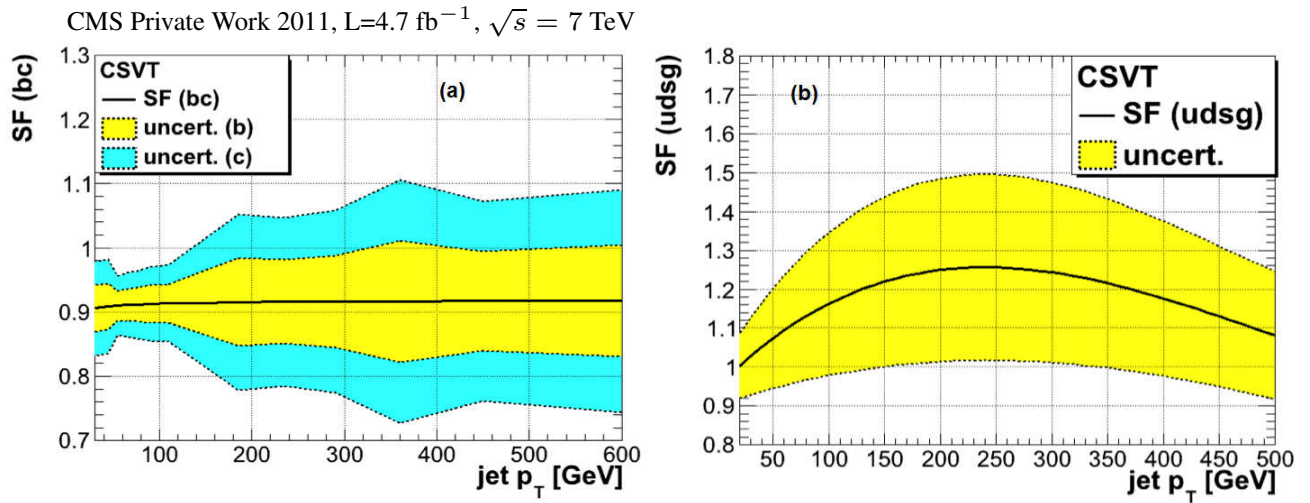 CMS Private Work 2011, L=4.7 fb⁻¹, √s = 7 TeV
SF (bc)
1.3
1.2
1.1
1
0.9
0.8
0.7
CSVT
SF (bc)
uncert. (b)
uncert. (c)
(a)
100 200 300 400 500 600
jet p_T [GeV]
SF (udsg)
1.8
1.7
1.6
1.5
1.4
1.3
1.2
1.1
1
0.9
0.8
(b)
CSVT
SF (udsg)
uncert.
50 100 150 200 250 300 350 400 450 500
jet p_T [GeV]